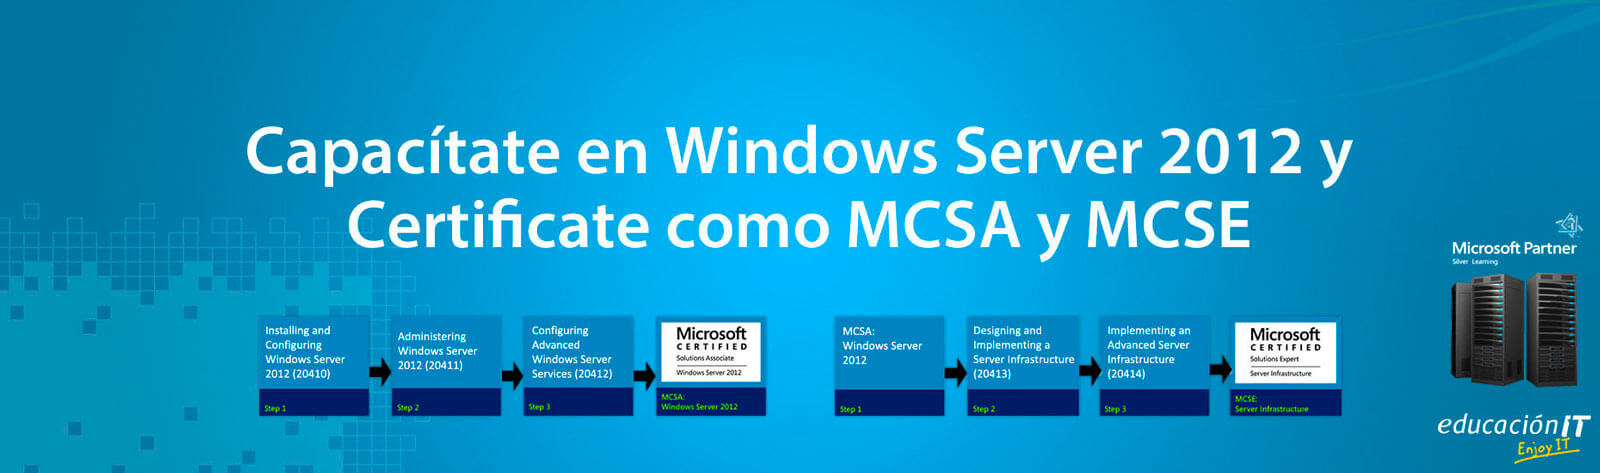 Capacítate en Windows Server 2012 y
Certificate como MCSA y MCSE
Microsoft Partner
Silver Learning
Installing and
Configuring
Windows Server
2012 (20410)
Step 1
Administering
Windows Server
2012 (20411)
Step 2
Configuring
Advanced
Windows Server
Services (20412)
Step 3
Microsoft
CERTIFIED
Solutions Associate
Windows Server 2012
MCSA:
Windows Server 2012
MCSA:
Windows Server
2012
Step 1
Designing and
Implementing a
Server Infrastructure
(20413)
Step 2
Implementing an
Advanced Server
Infrastructure
(20414)
Step 3
Microsoft
CERTIFIED
Solutions Expert
Server Infrastructure
MCSE:
Server Infrastructure
educaciónIT
Enjoy IT